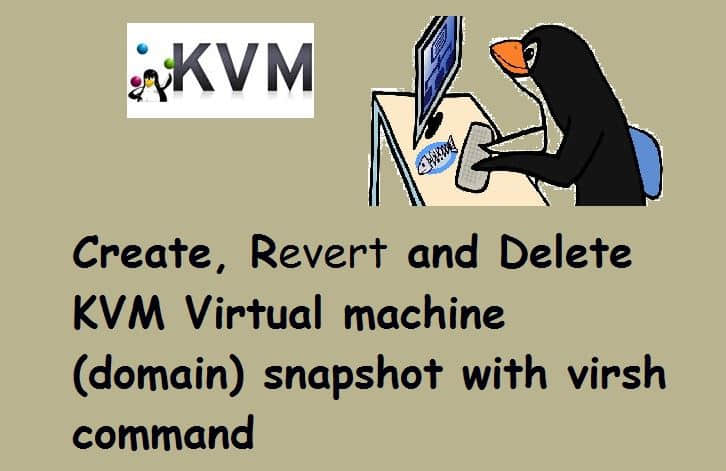 KVM
Create, Revert and Delete
KVM Virtual machine
(domain) snapshot with virsh
command